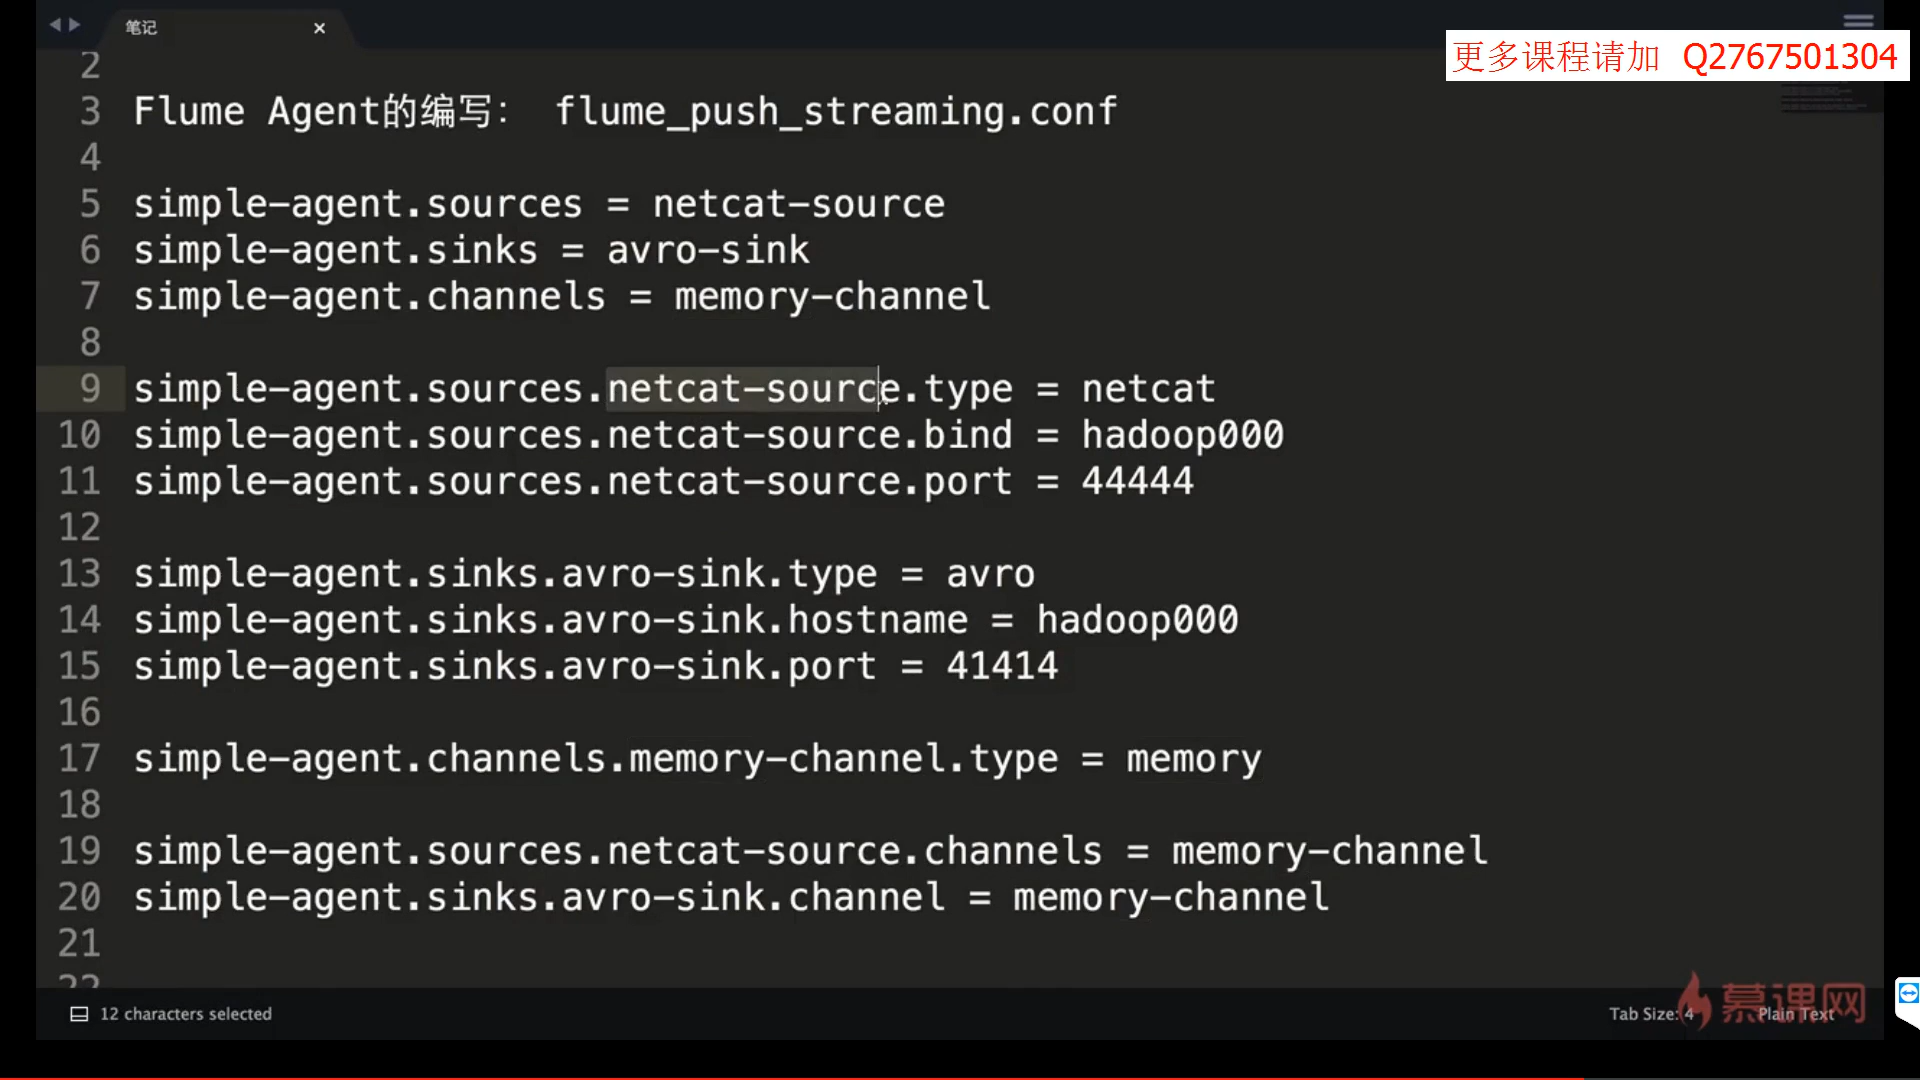 笔记
更多课程请加 Q2767501304
2
3 Flume Agent的编写： flume_push_streaming.conf
4
5 simple-agent.sources = netcat-source
6 simple-agent.sinks = avro-sink
7 simple-agent.channels = memory-channel
8
9 simple-agent.sources.netcat-source.type = netcat
10 simple-agent.sources.netcat-source.bind = hadoop000
11 simple-agent.sources.netcat-source.port = 44444
12
13 simple-agent.sinks.avro-sink.type = avro
14 simple-agent.sinks.avro-sink.hostname = hadoop000
15 simple-agent.sinks.avro-sink.port = 41414
16
17 simple-agent.channels.memory-channel.type = memory
18
19 simple-agent.sources.netcat-source.channels = memory-channel
20 simple-agent.sinks.avro-sink.channel = memory-channel
21
22
12 characters selected
Tab Size: 4 Plain Text
慕课网